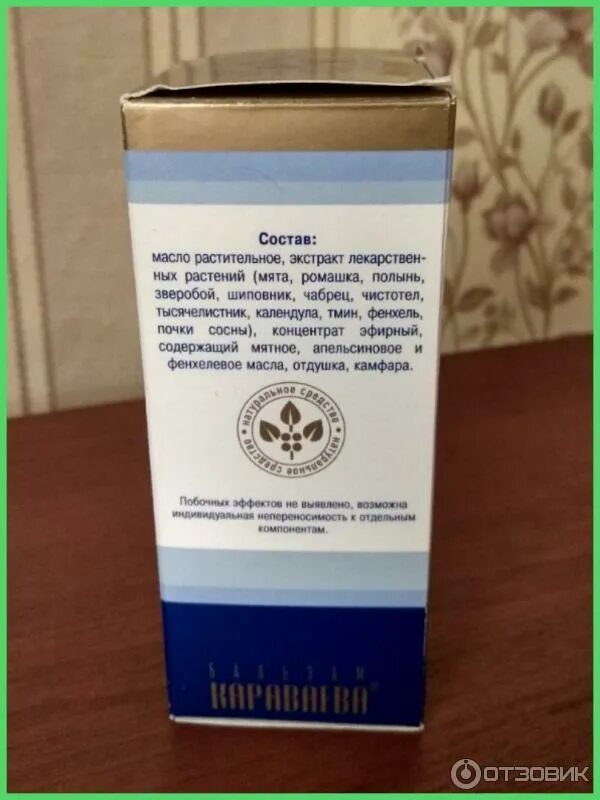 Состав:
масло растительное, экстракт лекарствен-
ных растений (мята, ромашка, полынь,
зверобой, шиповник, чабрец, чистотел,
тысячелистник, календула, тмин, фенхель,
почки сосны), концентрат эфирный,
содержащий мятное, апельсиновое и
фенхелевое масла, отдушка, камфара.
натуральное средство • натуральное средство •
Побочных эффектов не выявлено, возможна
индивидуальная непереносимость к отдельным
компонентам.
БАЛЬЗАМ
КАРАВАЕВА®
ОТЗОВИК